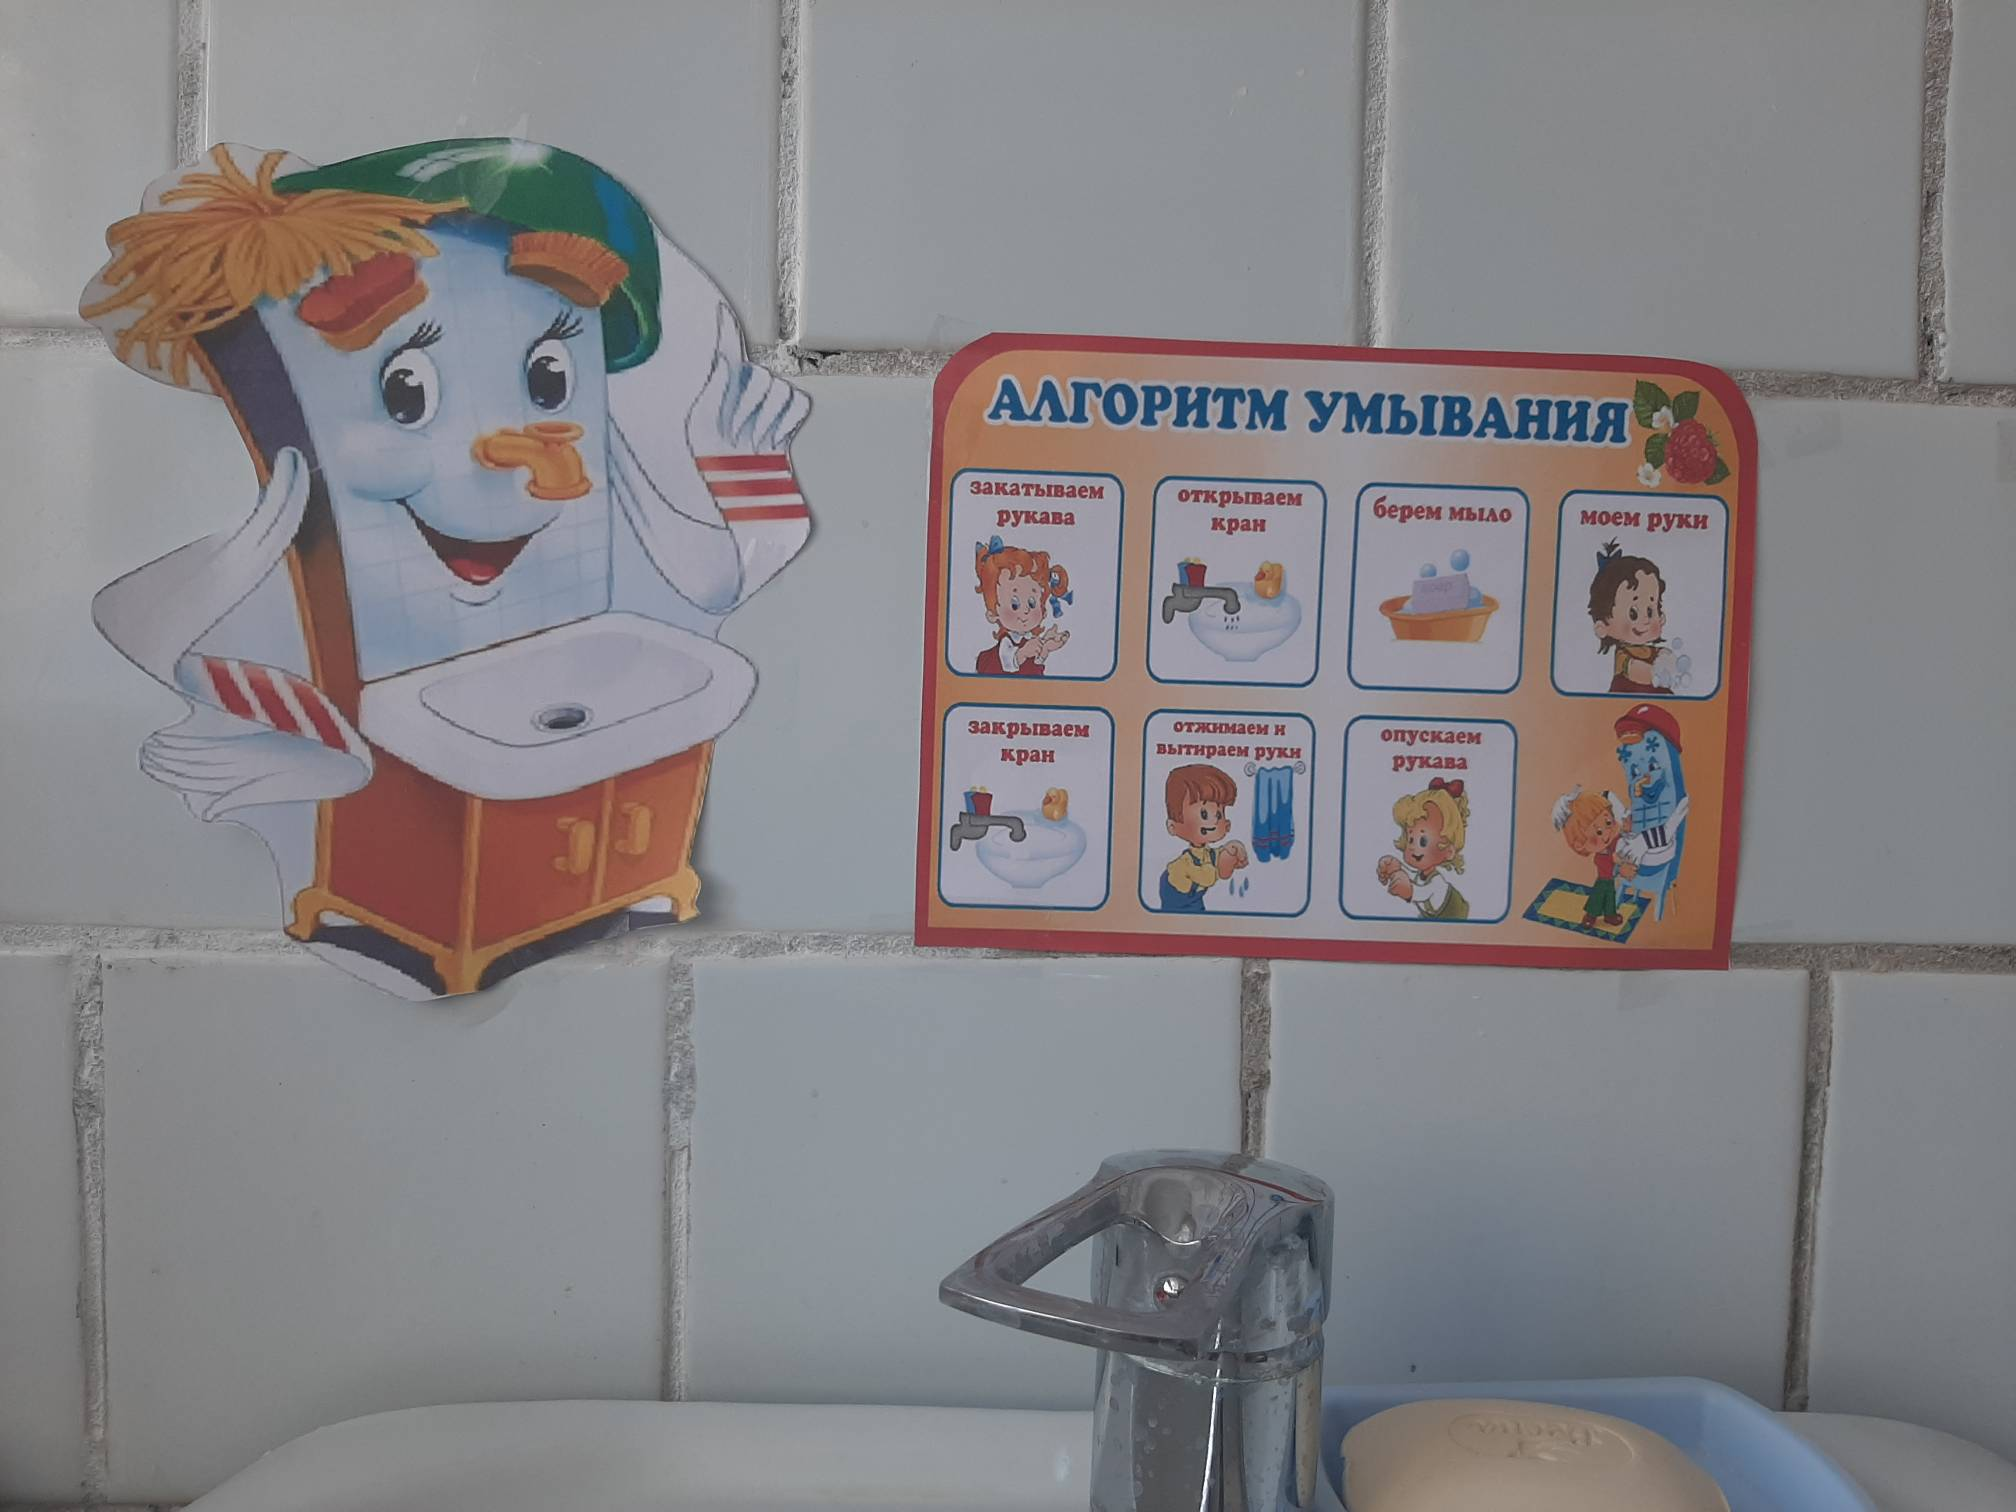 АЛГОРИТМ УМЫВАНИЯ
закатываем
рукава
открываем
кран
берем мыло
моем руки
закрываем
кран
отжимаем и
вытираем руки
опускаем
рукава